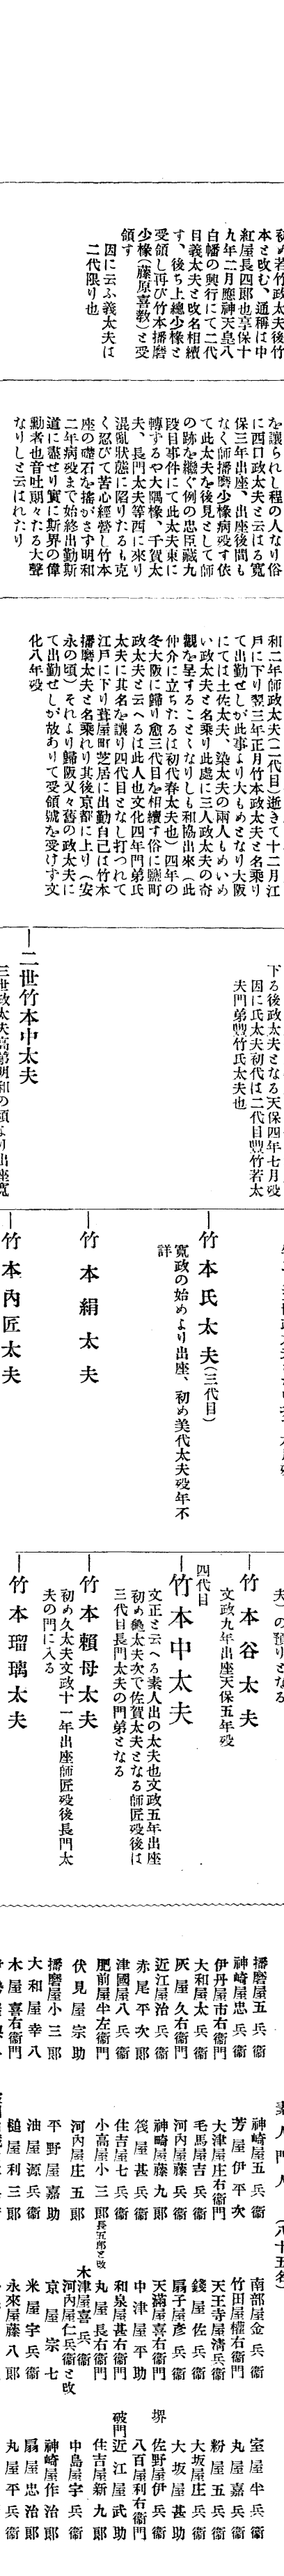 初め若竹政太夫後竹
本と改む、通稱は中
紅屋長四郎也享保十
九年二月應神天皇八
白幡の興行にて二代
目義太夫と改名相續
す、後ち上總少掾と
受領し再び竹本播磨
少掾(藤原喜敎)と受
領す
因に云ふ義太夫は
二代限り也
を讓られし程の人なり俗
に西口政太夫と云はる寬
保三年出座、出座後間も
なく師播磨少掾病歿す依
て此太夫を後見として師
の跡を繼ぐ例の忠臣藏九
段目事件にて此太夫東に
轉ずるや大隅掾、千賀太
夫、長門太夫等西に來り
混亂狀態に陷りたるも克
く忍びて苦心經營し竹本
座の礎石を搖がさず明和
二年病歿まで始終出勤斯
道に盡せり實に斯界の偉
勳者也音吐朗々たる大聲
なりしと云はれたり
和二年師政太夫(二代目)逝きて十二月江
戶に下り翌三年正月竹本政太夫と名乘り
て出勤せしが此事より大もめとなり大阪
にては土佐太夫、染太夫の兩人もめいめ
い政太夫と名乘り此處に三人政太夫の奇
觀を呈することくなりしも和協出來(此
仲介に立ちたるは初代春太夫也)四年の
冬大阪に歸り愈三代目を相續す俗に鹽町
政太夫と云へるは此人也文化四年門弟氏
太夫に其名を讓り四代目となし打つれて
江戶に下り葺屋町芝居に出勤自己は竹本
播磨太夫と名乘れり其後京都に上り(安
永の頃)それより歸阪又々舊の政太夫に
て出勤せしが故ありて受領號を受けず文
化八年歿
下る後政太夫となる天保四年七月歿
因に氏太夫初代は二代目豐竹若太
夫門弟豐竹氏太夫也
二世竹本中太夫
三世政太夫高弟明和の頃より出座寬
竹本氏太夫(三代目)
寬政の始めより出座、初め美代太夫歿年不
詳
竹本絹太夫
竹本內匠太夫
夫)の預りとなる
竹本谷太夫
文政九年出座天保五年歿
四代目
竹本中太夫
文正と云へる素人出の太夫也文政五年出座
初め龜太夫次で佐賀太夫となる師匠歿後は
三代目長門太夫の門弟となる
竹本賴母太夫
初め久太夫文政十一年出座師匠歿後長門太
夫の門に入る
竹本瑠璃太夫
素人門人(八十五名)
播磨屋五兵衞
神崎屋忠兵衞
伊丹屋市右衞門
大和屋太兵衞
灰屋久右衞門
近江屋治兵衞
赤尾平次郞
津國屋八兵衞
肥前屋半左衞門
伏見屋宗助
播磨屋小三郞
大和屋幸八
木屋喜右衞門
神崎屋五兵衞
芳屋伊平次
大津屋庄右衞門
毛馬屋吉兵衞
河內屋藤兵衞
神崎屋藤九郞
筏屋甚兵衞
住吉屋七兵衞
小高屋小三郞長五郞と改
河內屋庄五郞
平野屋嘉助
油屋源兵衞
槌屋利三郞
南部屋金兵衞
竹田屋權右衞門
天王寺屋淸兵衞
錢屋佐兵衞
扇子屋彥兵衞
天滿屋喜右衞門
中津屋平助
和泉屋甚右衞門
丸屋長右衞門
木津屋喜兵衞
河內屋仁兵衞と改
京屋宗七
米屋宇兵衞
永來屋藤八郞
室屋半兵衞
丸屋嘉兵衞
粉屋五兵衞
大坂屋庄兵衞
大坂屋甚助
堺 佐野屋伊兵衞
八百屋利右衞門
破門 近江屋武助
住吉屋新九郞
中島屋宇兵衞
神崎屋作治郞
扇屋忠治郞
丸屋平兵衞